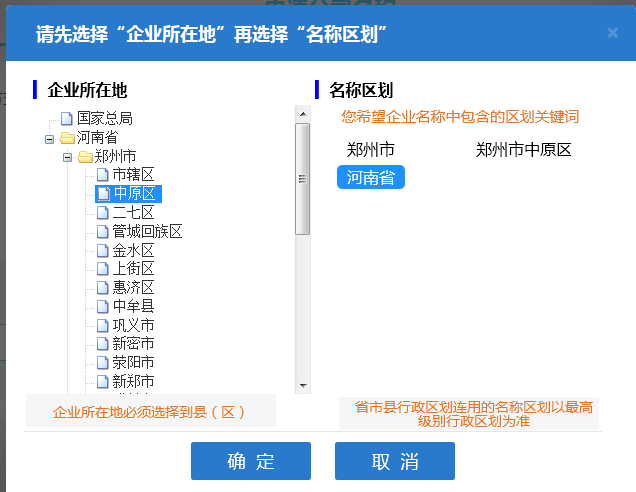 请先选择“企业所在地”再选择“名称区划”
×
企业所在地
国家总局
河南省
郑州市
市辖区
中原区
二七区
管城回族区
金水区
上街区
惠济区
中牟县
巩义市
新密市
荥阳市
新郑市
企业所在地必须选择到县（区）
名称区划
您希望企业名称中包含的区划关键词
郑州市 郑州市中原区
河南省
省市县行政区划连用的名称区划以最高
级别行政区划为准
确 定 取 消